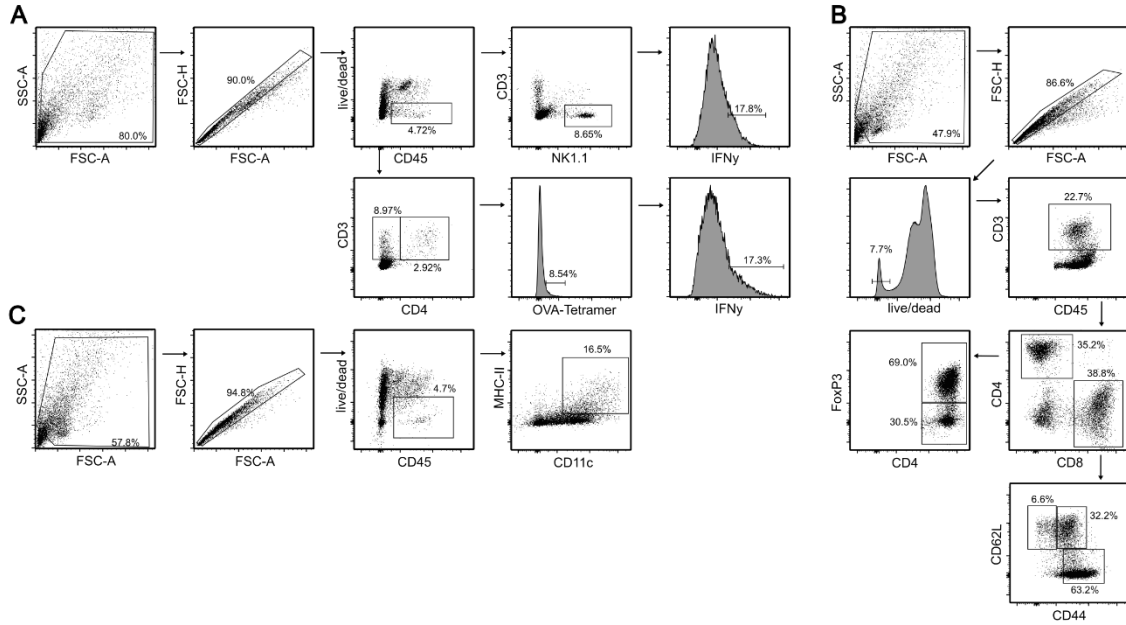 A
SSC-A
80.0%
FSC-A
FSC-H
90.0%
FSC-A
live/dead
4.72%
CD45
CD3
8.65%
NK1.1
17.8%
IFNγ
CD3
8.97%
2.92%
CD4
8.54%
OVA-Tetramer
17.3%
IFNγ
B
SSC-A
47.9%
FSC-A
FSC-H
86.6%
FSC-A
7.7%
live/dead
CD3
22.7%
CD45
FoxP3
69.0%
30.5%
CD4
CD4
35.2%
38.8%
CD8
CD62L
6.6%
32.2%
63.2%
CD44
C
SSC-A
57.8%
FSC-A
FSC-H
94.8%
FSC-A
live/dead
4.7%
CD45
MHC-II
16.5%
CD11c